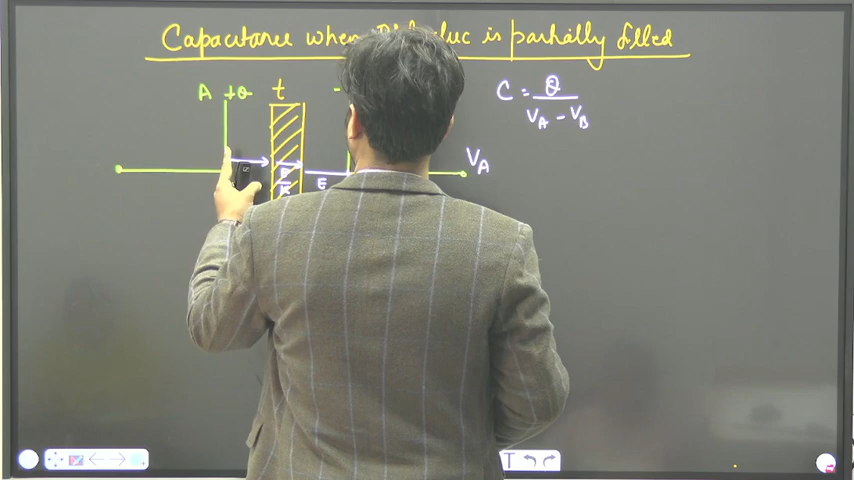 Capacitance when is partially filled
A +Q t -
C = Q / V_A - V_B
V_A
E/K
E
T